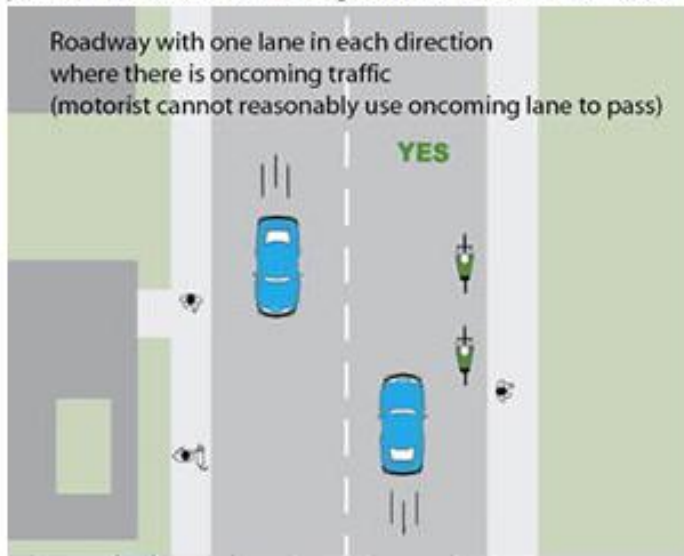 Roadway with one lane in each direction
where there is oncoming traffic
(motorist cannot reasonably use oncoming lane to pass)
YES